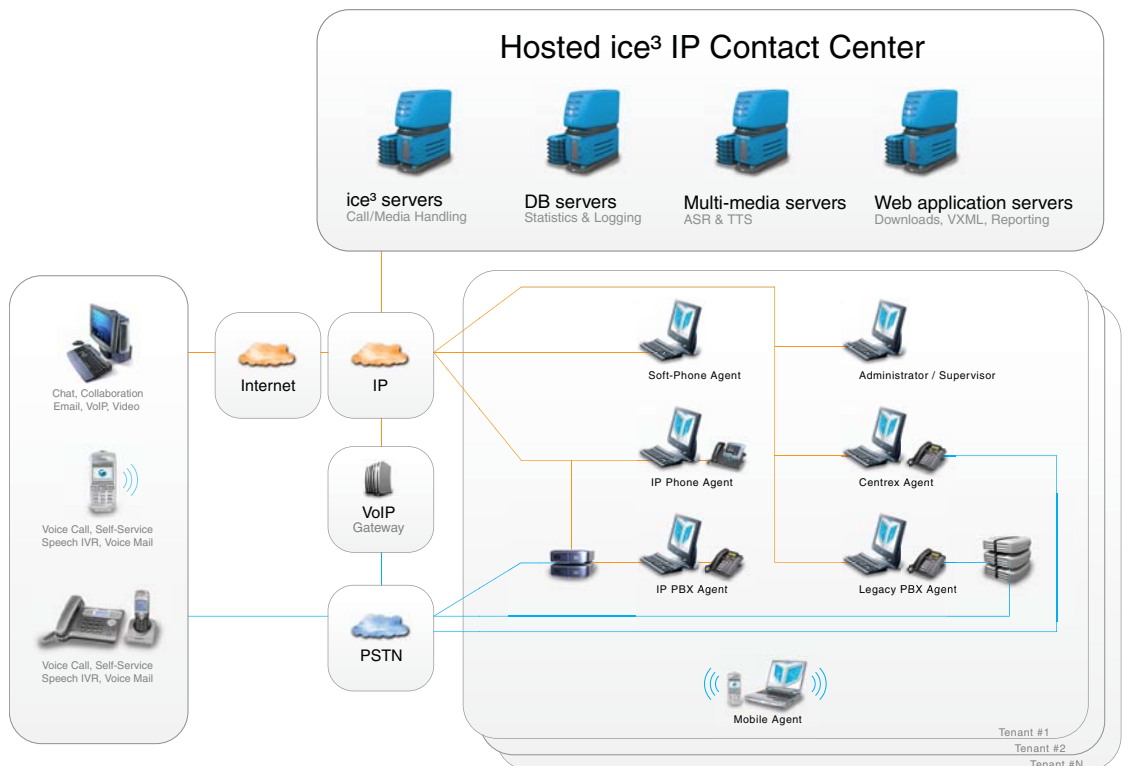 Hosted ice³ IP Contact Center
ice³ servers
Call/Media Handling
DB servers
Statistics & Logging
Multi-media servers
ASR & TTS
Web application servers
Downloads, VXML, Reporting
Chat, Collaboration
Email, VoIP, Video
Voice Call, Self-Service
Speech IVR, Voice Mail
Voice Call, Self-Service
Speech IVR, Voice Mail
Internet
IP
VoIP
Gateway
PSTN
Soft-Phone Agent
Administrator / Supervisor
IP Phone Agent
Centrex Agent
IP PBX Agent
Legacy PBX Agent
Mobile Agent
Tenant #1
Tenant #2
Tenant #N